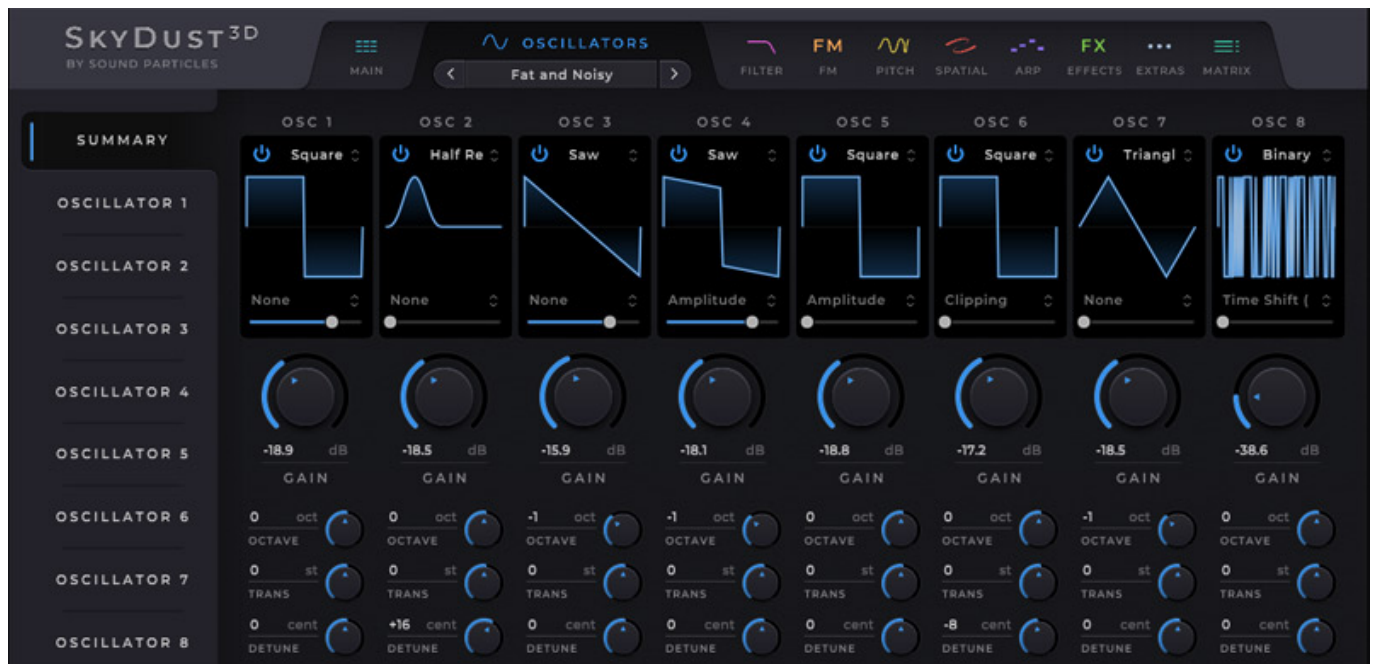 SKYDUST3D
BY SOUND PARTICLES
MAIN
OSCILLATORS
Fat and Noisy
FILTER
FM
FM
PITCH
SPATIAL
ARP
FX
EFFECTS
EXTRAS
MATRIX
SUMMARY
OSCILLATOR 1
OSCILLATOR 2
OSCILLATOR 3
OSCILLATOR 4
OSCILLATOR 5
OSCILLATOR 6
OSCILLATOR 7
OSCILLATOR 8
OSC 1 OSC 2 OSC 3 OSC 4 OSC 5 OSC 6 OSC 7 OSC 8
Square Half Re Saw Saw Square Square Triangl Binary
None None None Amplitude Amplitude Clipping None Time Shift (
-18.9 dB -18.5 dB -15.9 dB -18.1 dB -18.8 dB -17.2 dB -18.5 dB -38.6 dB
GAIN GAIN GAIN GAIN GAIN GAIN GAIN GAIN
0 oct 0 oct -1 oct -1 oct 0 oct 0 oct -1 oct 0 oct
OCTAVE OCTAVE OCTAVE OCTAVE OCTAVE OCTAVE OCTAVE OCTAVE
0 st 0 st 0 st 0 st 0 st 0 st 0 st 0 st
TRANS TRANS TRANS TRANS TRANS TRANS TRANS TRANS
0 cent +16 cent 0 cent 0 cent 0 cent -8 cent 0 cent 0 cent
DETUNE DETUNE DETUNE DETUNE DETUNE DETUNE DETUNE DETUNE